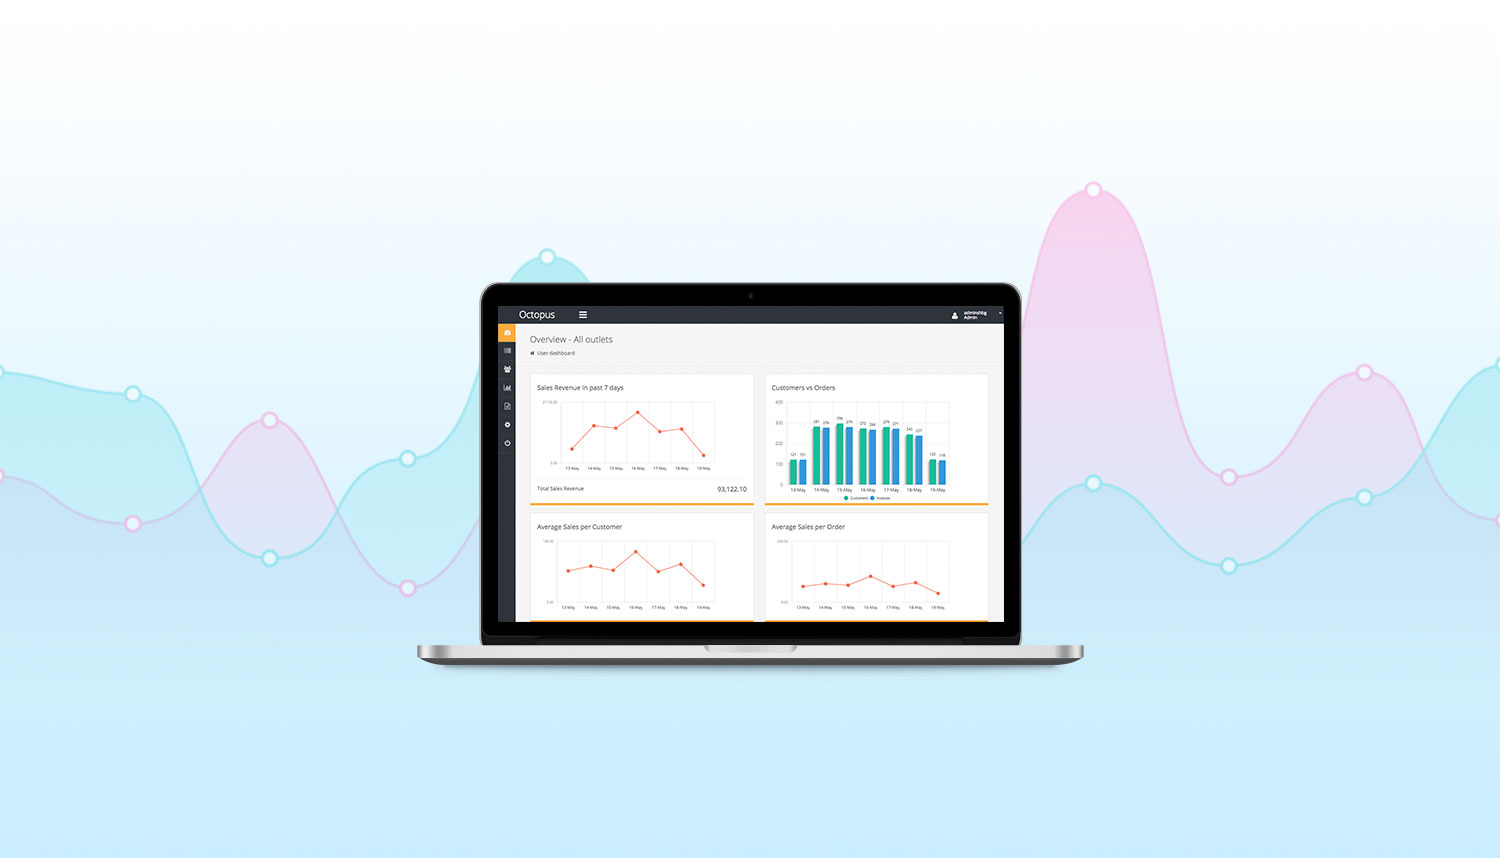 Octopus
adminshbg
Admin
Overview - All outlets
User dashboard
Sales Revenue in past 7 days
0.00
13-May 14-May 15-May 16-May 17-May 18-May 19-May
Total Sales Revenue 93,122.10
Customers vs Orders
400
300
200
100
0
121 121 281 276 296 279 272 266 279 271 243 237 122 118
13-May 14-May 15-May 16-May 17-May 18-May 19-May
Customers Invoices
Average Sales per Customer
0.00
13-May 14-May 15-May 16-May 17-May 18-May 19-May
Average Sales per Order
200.00
0.00
13-May 14-May 15-May 16-May 17-May 18-May 19-May